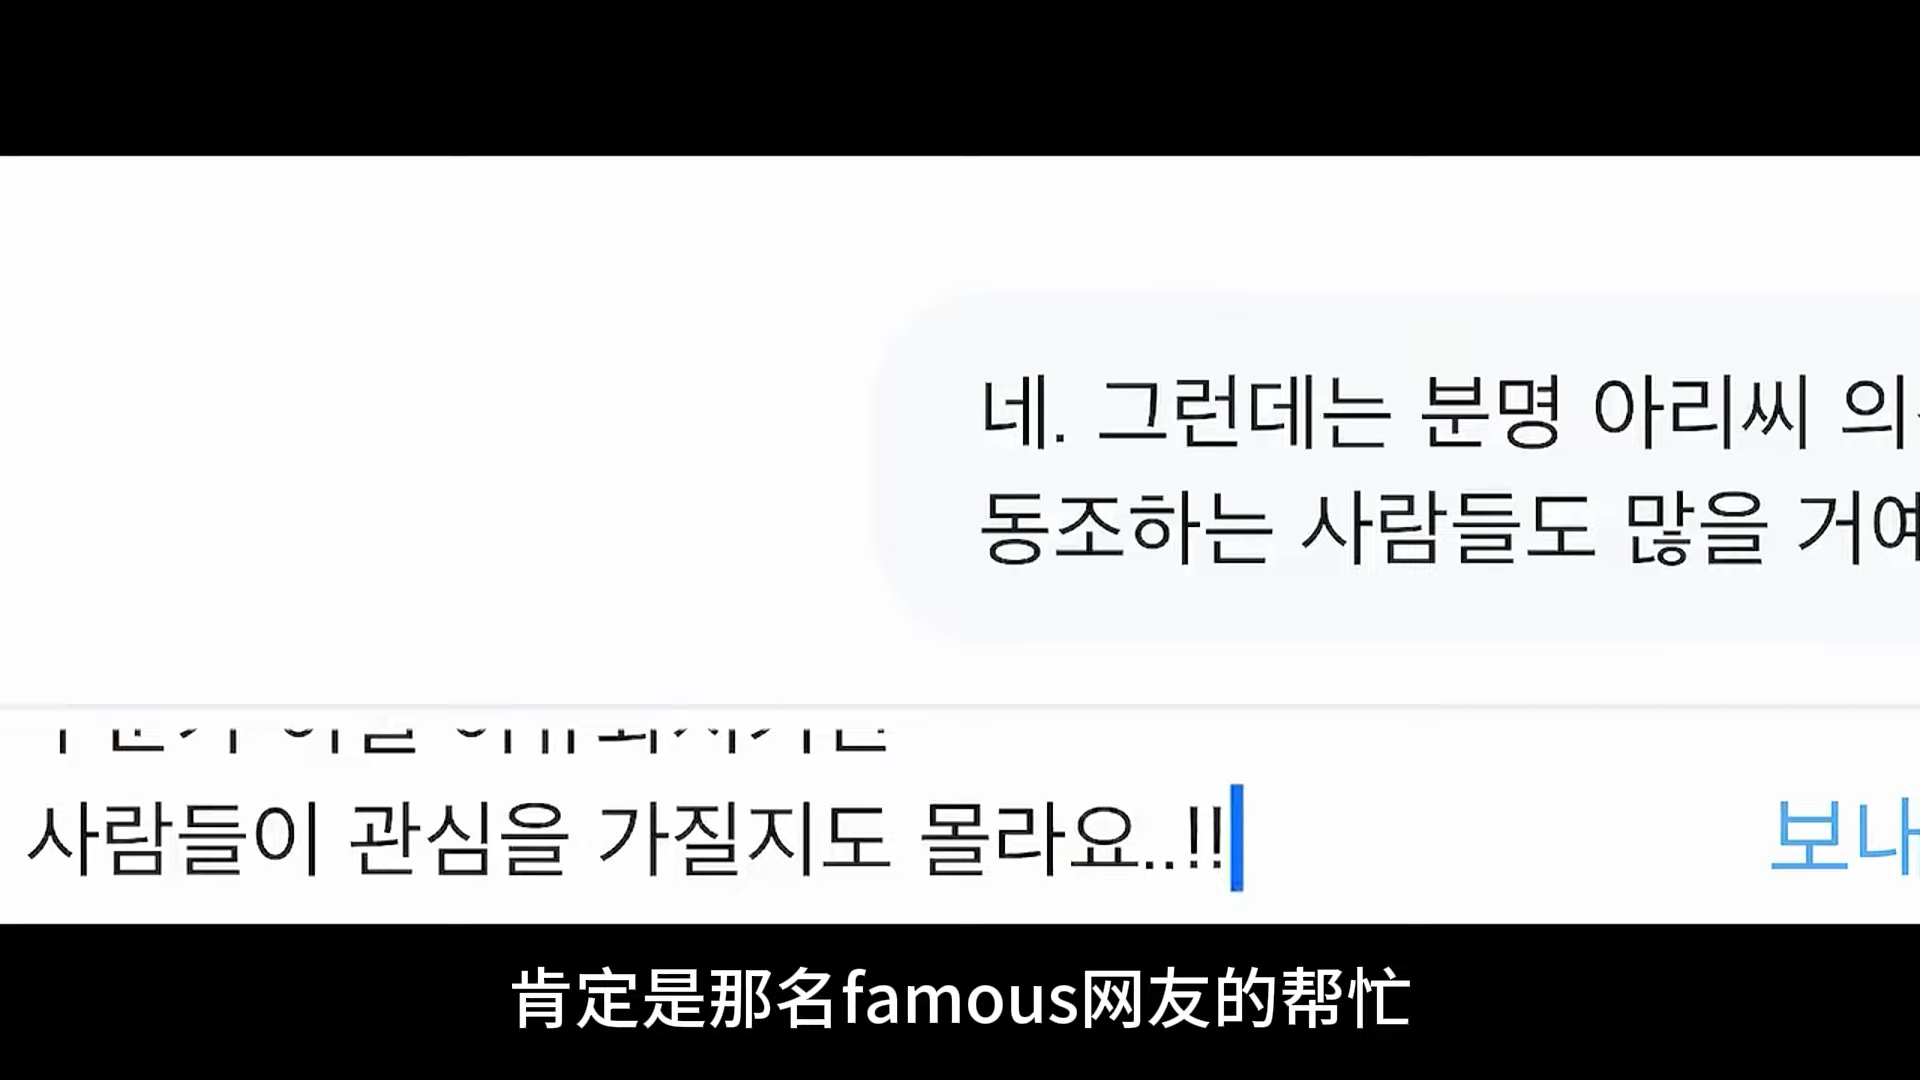 네. 그런데는 분명 아리씨 의
동조하는 사람들도 많을 거예
사람들이 관심을 가질지도 몰라요..!!
보내
肯定是那名famous网友的帮忙